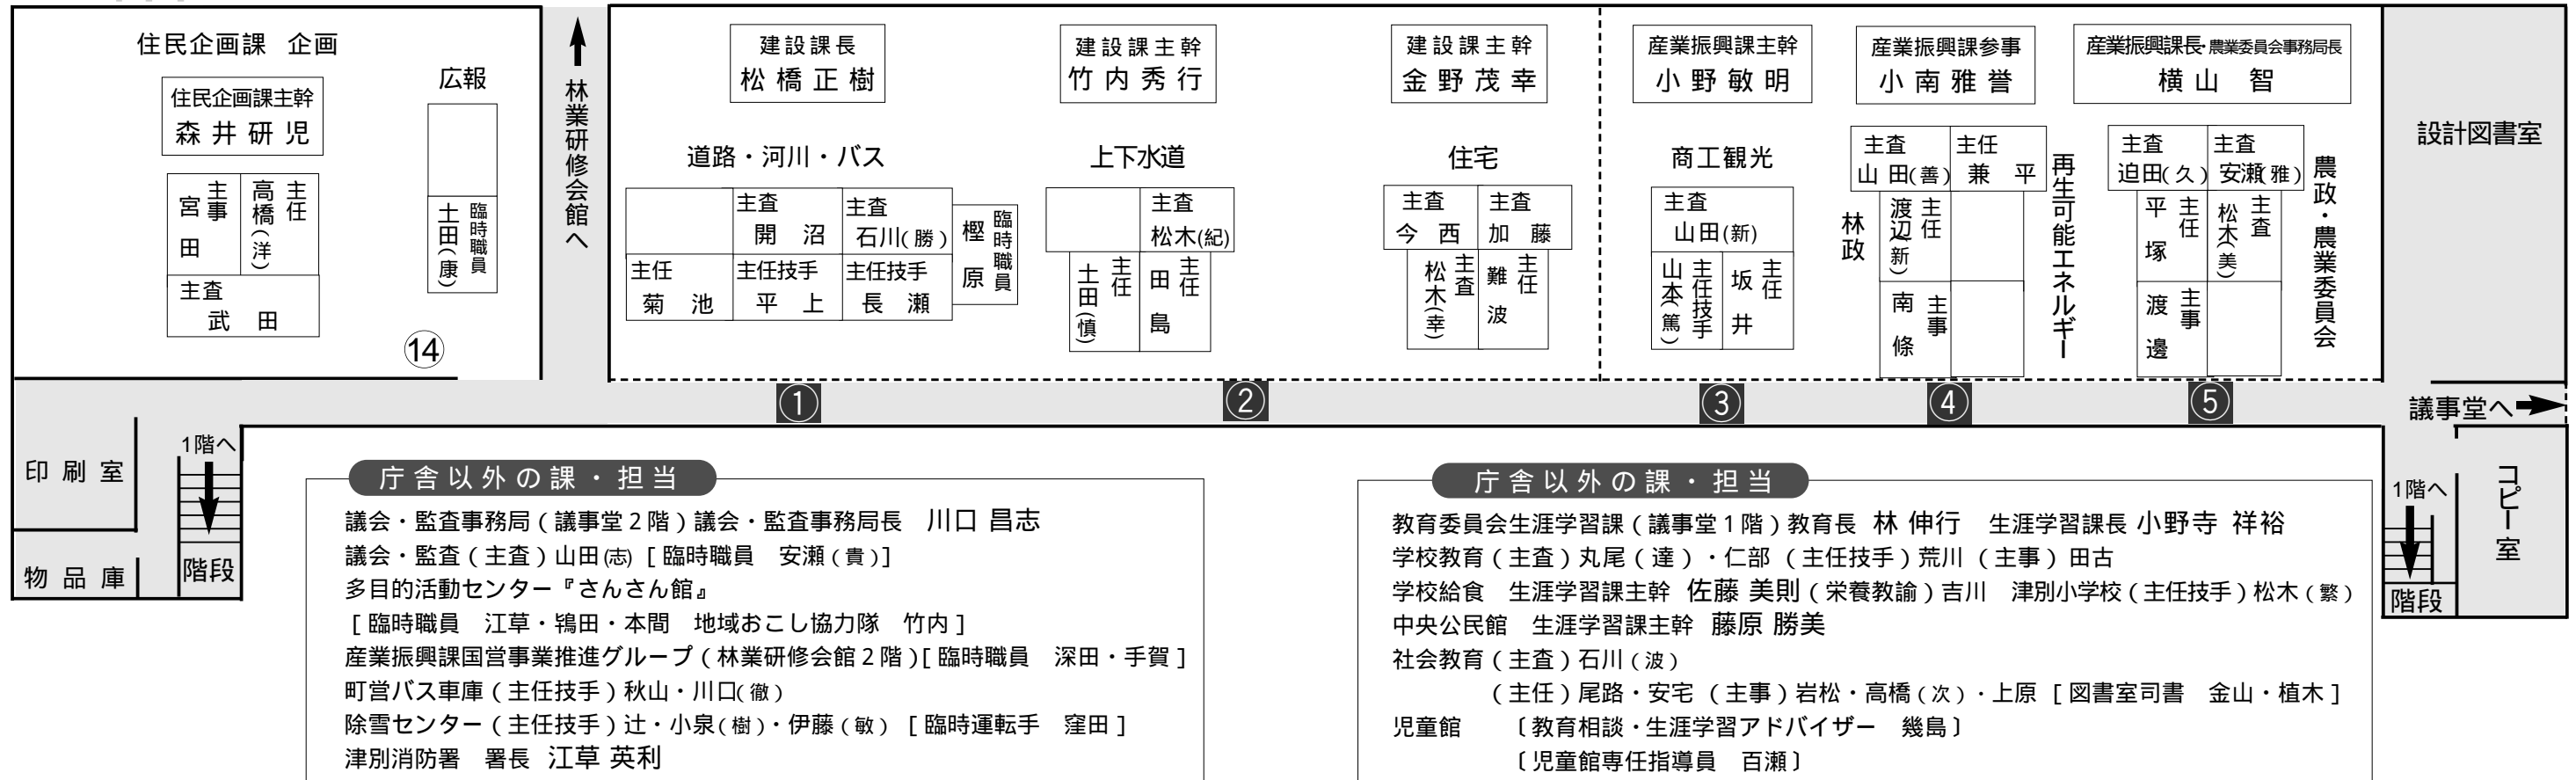 住民企画課 企画
住民企画課主幹
森井研児
主事 宮田
主任 高橋(洋)
主査
武田
広報
臨時職員 土田(康)
⑭
林業研修会館へ
建設課長
松橋正樹
道路・河川・バス
主査
開沼
主査
石川(勝)
臨時職員 樫原
主任
菊池
主任技手
平上
主任技手
長瀬
建設課主幹
竹内秀行
上下水道
主査
松木(紀)
主任 土田(慎)
主任 田島
建設課主幹
金野茂幸
住宅
主査
今西
主査
加藤
主査 松木(幸)
主任 難波
産業振興課主幹
小野敏明
商工観光
主査
山田(新)
主任技手 山本(篤)
主任 坂井
産業振興課参事
小南雅誉
主査
山田(善)
主任
兼平
林政
主任 渡辺(新)
主事 南條
再生可能エネルギー
産業振興課長・農業委員会事務局長
横山 智
主査
迫田(久)
主査
安瀬(雅)
主任 平塚
主査 松木(美)
主事 渡邊
農政・農業委員会
設計図書室
① ② ③ ④ ⑤
議事堂へ
印刷室
物品庫
1階へ
階段
1階へ
階段
コピー室
庁舎以外の課・担当
議会・監査事務局(議事堂2階)議会・監査事務局長 川口 昌志
議会・監査(主査)山田(志)[臨時職員 安瀬(貴)]
多目的活動センター『さんさん館』
[臨時職員 江草・鴇田・本間 地域おこし協力隊 竹内]
産業振興課国営事業推進グループ(林業研修会館2階)[臨時職員 深田・手賀]
町営バス車庫(主任技手)秋山・川口(徹)
除雪センター(主任技手)辻・小泉(樹)・伊藤(敏)[臨時運転手 窪田]
津別消防署 署長 江草 英利
庁舎以外の課・担当
教育委員会生涯学習課(議事堂1階)教育長 林 伸行 生涯学習課長 小野寺 祥裕
学校教育(主査)丸尾(達)・仁部(主任技手)荒川(主事)田古
学校給食 生涯学習課主幹 佐藤 美則(栄養教諭)吉川 津別小学校(主任技手)松木(繁)
中央公民館 生涯学習課主幹 藤原 勝美
社会教育(主査)石川(波)
(主任)尾路・安宅(主事)岩松・高橋(次)・上原[図書室司書 金山・植木]
児童館 〔教育相談・生涯学習アドバイザー 幾島〕
〔児童館専任指導員 百瀬〕